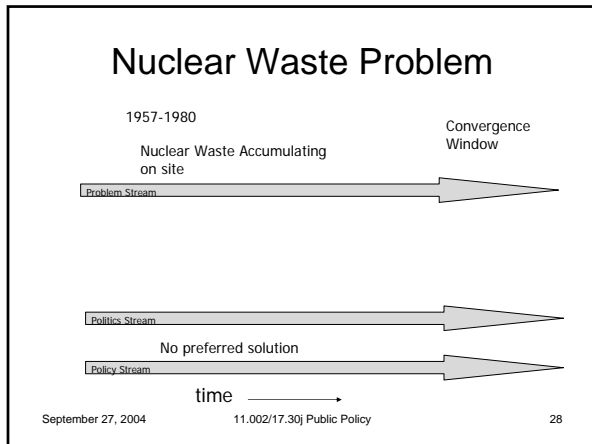 Nuclear Waste Problem
1957-1980
Convergence
Window
Nuclear Waste Accumulating
on site
Problem Stream
Politics Stream
No preferred solution
Policy Stream
time
September 27, 2004
11.002/17.30j Public Policy
28